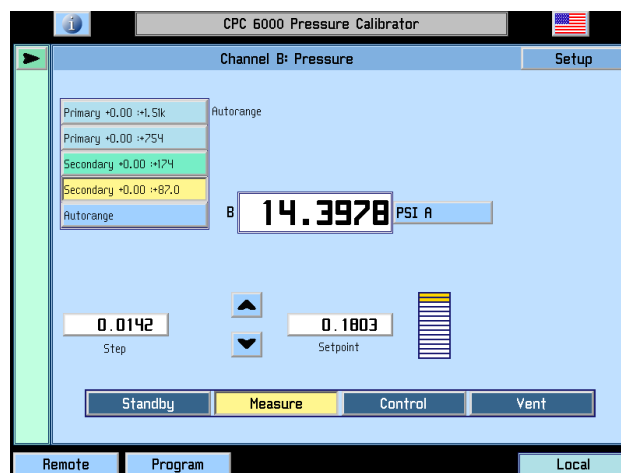 CPC 6000 Pressure Calibrator
Channel B: Pressure
Setup
Primary +0.00 :+1.51k
Autorange
Primary +0.00 :+754
Secondary +0.00 :+174
Secondary +0.00 :+87.0
Autorange
B 14.3978 PSI A
0.0142
0.1803
Step
Setpoint
Standby Measure Control Vent
Remote Program Local